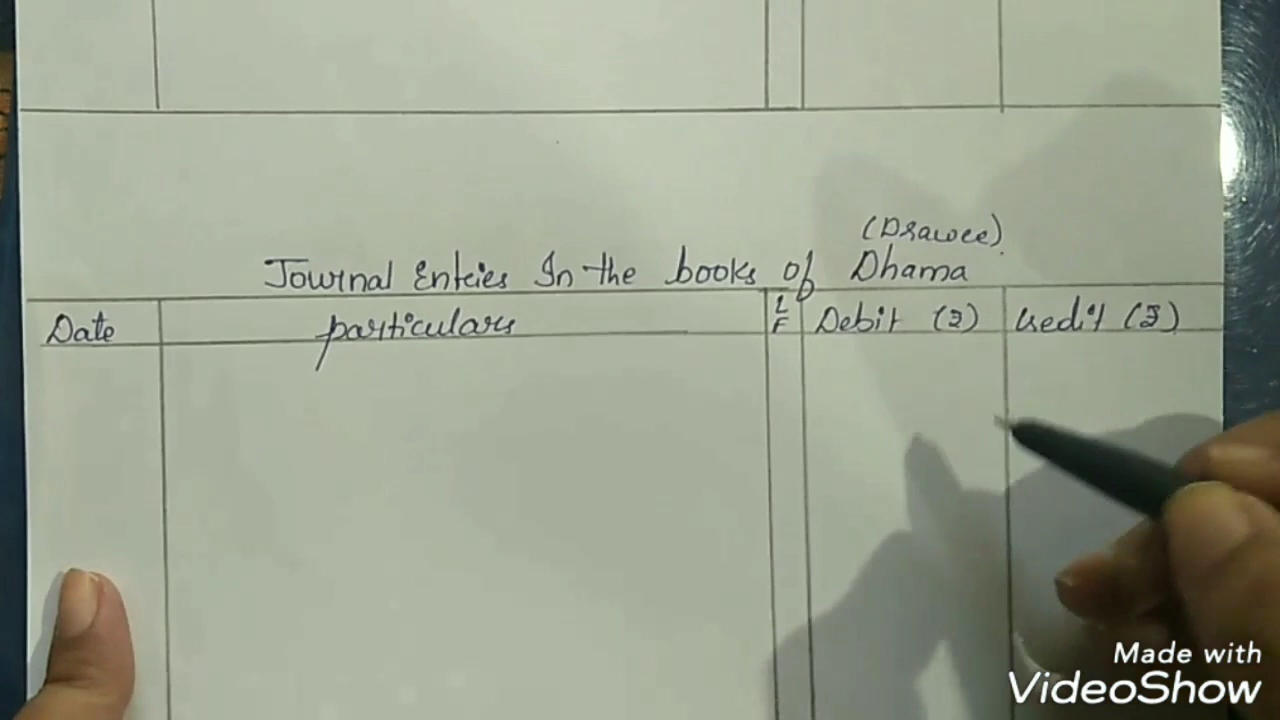 (Drawee)
Journal Entries In the books of Dhama
Date particulars L F Debit (₹) Credit (₹)
Made with
VideoShow